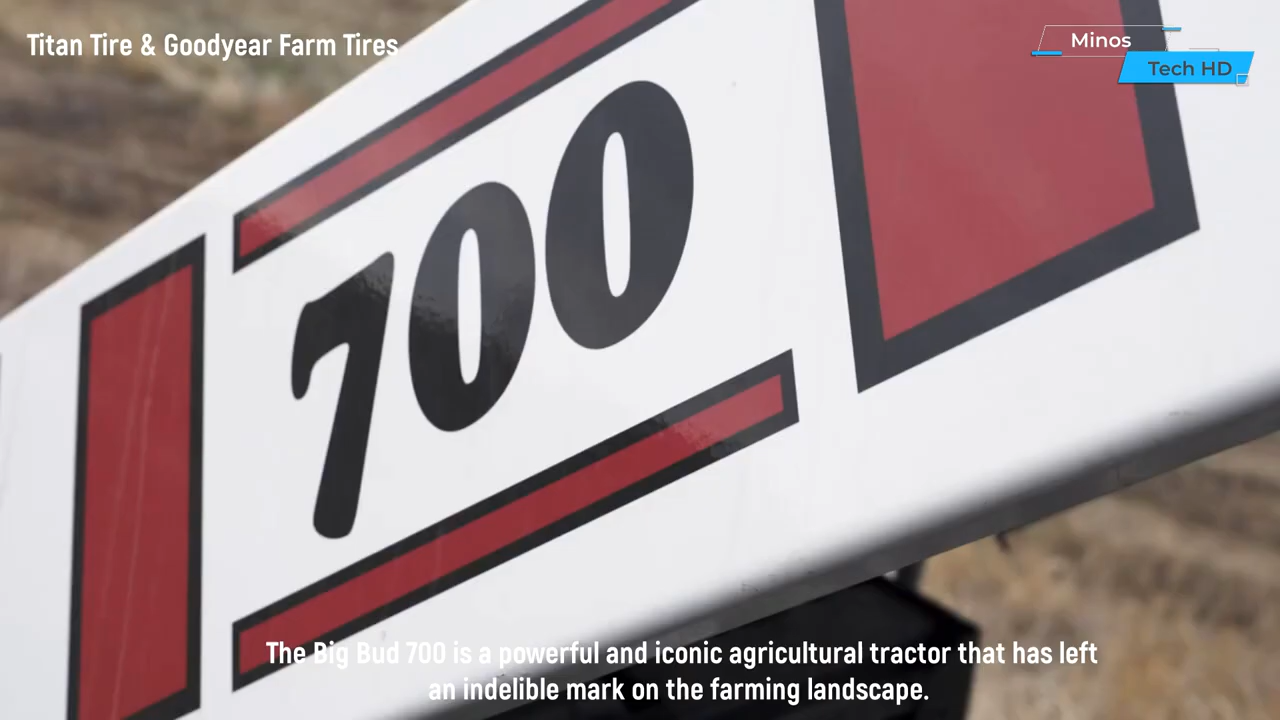 Titan Tire & Goodyear Farm Tires
Minos
Tech HD
700
The Big Bud 700 is a powerful and iconic agricultural tractor that has left
an indelible mark on the farming landscape.